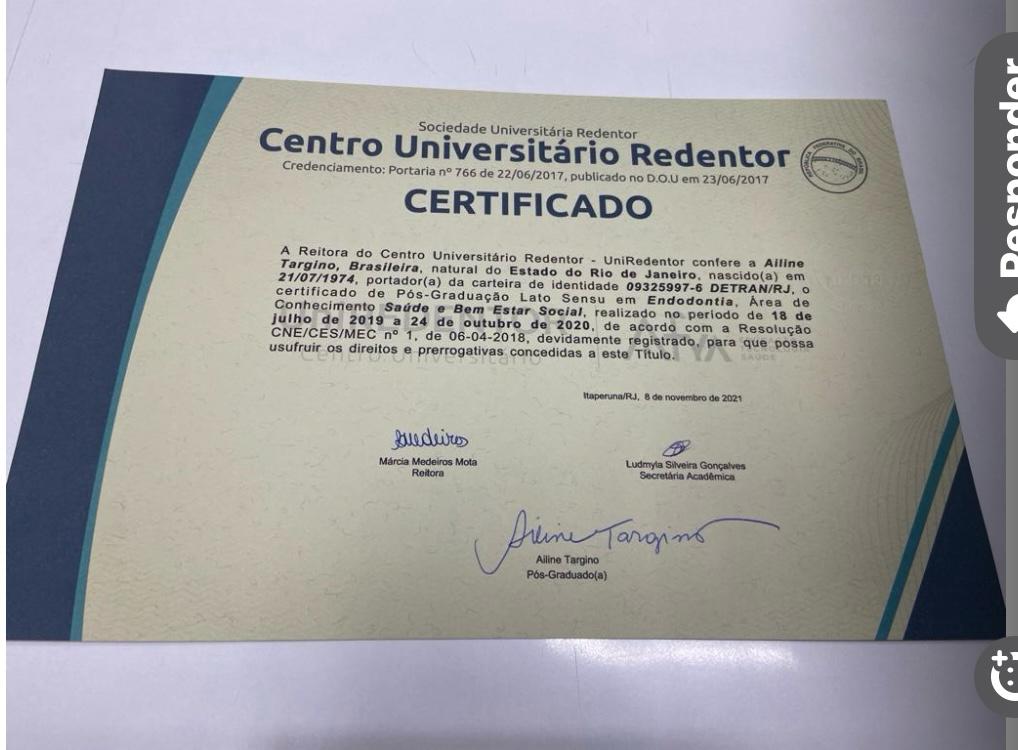 Sociedade Universitária Redentor
Centro Universitário Redentor
Credenciamento: Portaria nº 766 de 22/06/2017, publicado no D.O.U em 23/06/2017
CERTIFICADO
A Reitora do Centro Universitário Redentor - UniRedentor confere a Ailine
Targino, Brasileira, natural do Estado do Rio de Janeiro, nascido(a) em
21/07/1974, portador(a) da carteira de identidade 09325997-6 DETRAN/RJ, o
certificado de Pós-Graduação Lato Sensu em Endodontia, Área de
Conhecimento Saúde e Bem Estar Social, realizado no período de 18 de
julho de 2019 a 24 de outubro de 2020, de acordo com a Resolução
CNE/CES/MEC nº 1, de 06-04-2018, devidamente registrado, para que possa
usufruir os direitos e prerrogativas concedidas a este Título.
Centro Universitário
SAÚDE
Itaperuna/RJ, 8 de novembro de 2021
Medeiros
Márcia Medeiros Mota
Reitora
Ludmyla Silveira Gonçalves
Secretária Acadêmica
Ailine Targino
Ailine Targino
Pós-Graduado(a)
Responder